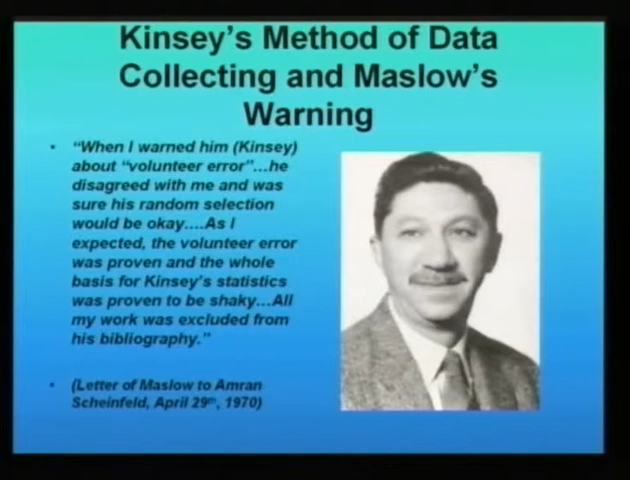 Kinsey's Method of Data
Collecting and Maslow's
Warning
• "When I warned him (Kinsey)
about "volunteer error"...he
disagreed with me and was
sure his random selection
would be okay....As I
expected, the volunteer error
was proven and the whole
basis for Kinsey's statistics
was proven to be shaky...All
my work was excluded from
his bibliography."
• (Letter of Maslow to Amran
Scheinfeld, April 29th, 1970)